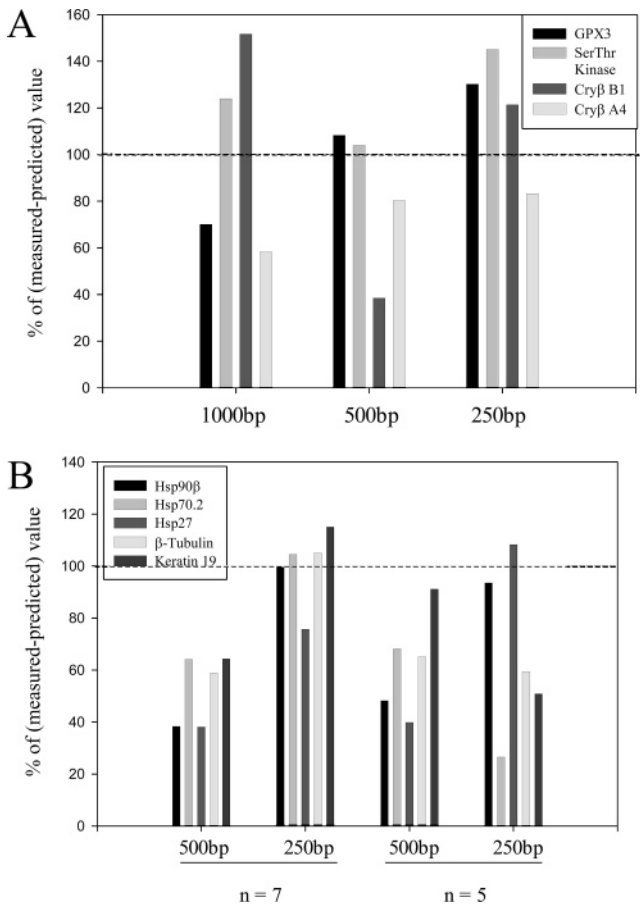 A
160
140
120
100
80
60
40
20
0
% of (measured-predicted) value
GPX3
SerThr
Kinase
Cryβ B1
Cryβ A4
1000bp
500bp
250bp
B
140
120
100
80
60
40
20
0
% of (measured-predicted) value
Hsp90β
Hsp70.2
Hsp27
β-Tubulin
Keratin 19
500bp
250bp
500bp
250bp
n = 7
n = 5